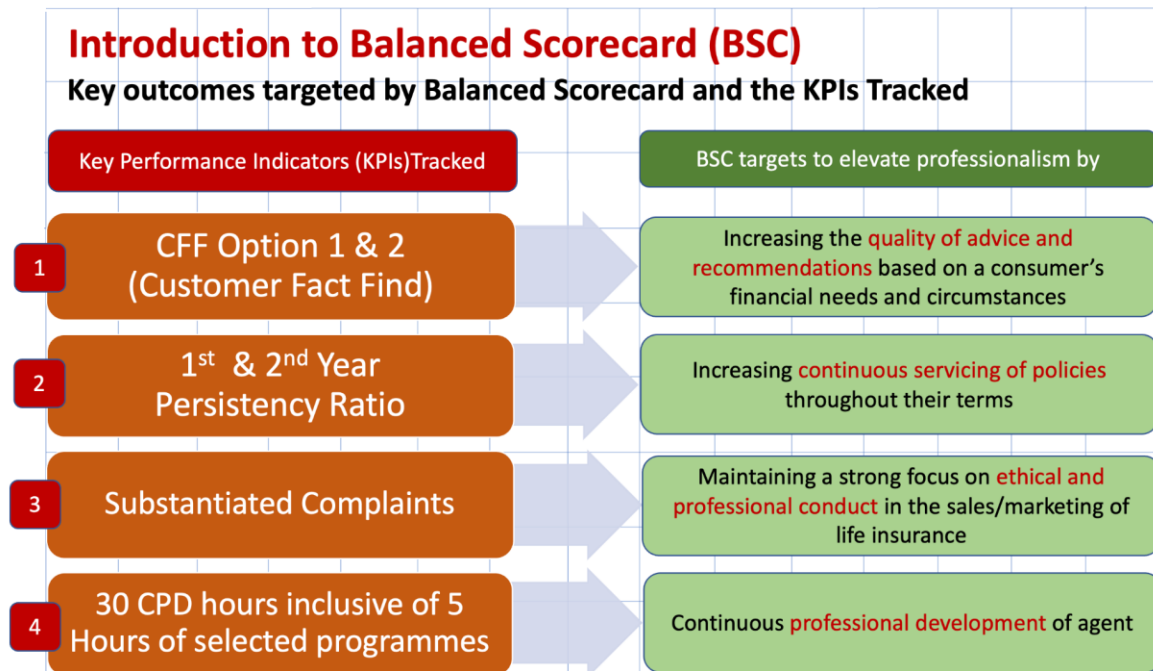 Introduction to Balanced Scorecard (BSC)
Key outcomes targeted by Balanced Scorecard and the KPIs Tracked
Key Performance Indicators (KPIs)Tracked
BSC targets to elevate professionalism by
1
CFF Option 1 & 2
(Customer Fact Find)
Increasing the quality of advice and
recommendations based on a consumer's
financial needs and circumstances
2
1st & 2nd Year
Persistency Ratio
Increasing continuous servicing of policies
throughout their terms
3
Substantiated Complaints
Maintaining a strong focus on ethical and
professional conduct in the sales/marketing of
life insurance
4
30 CPD hours inclusive of 5
Hours of selected programmes
Continuous professional development of agent